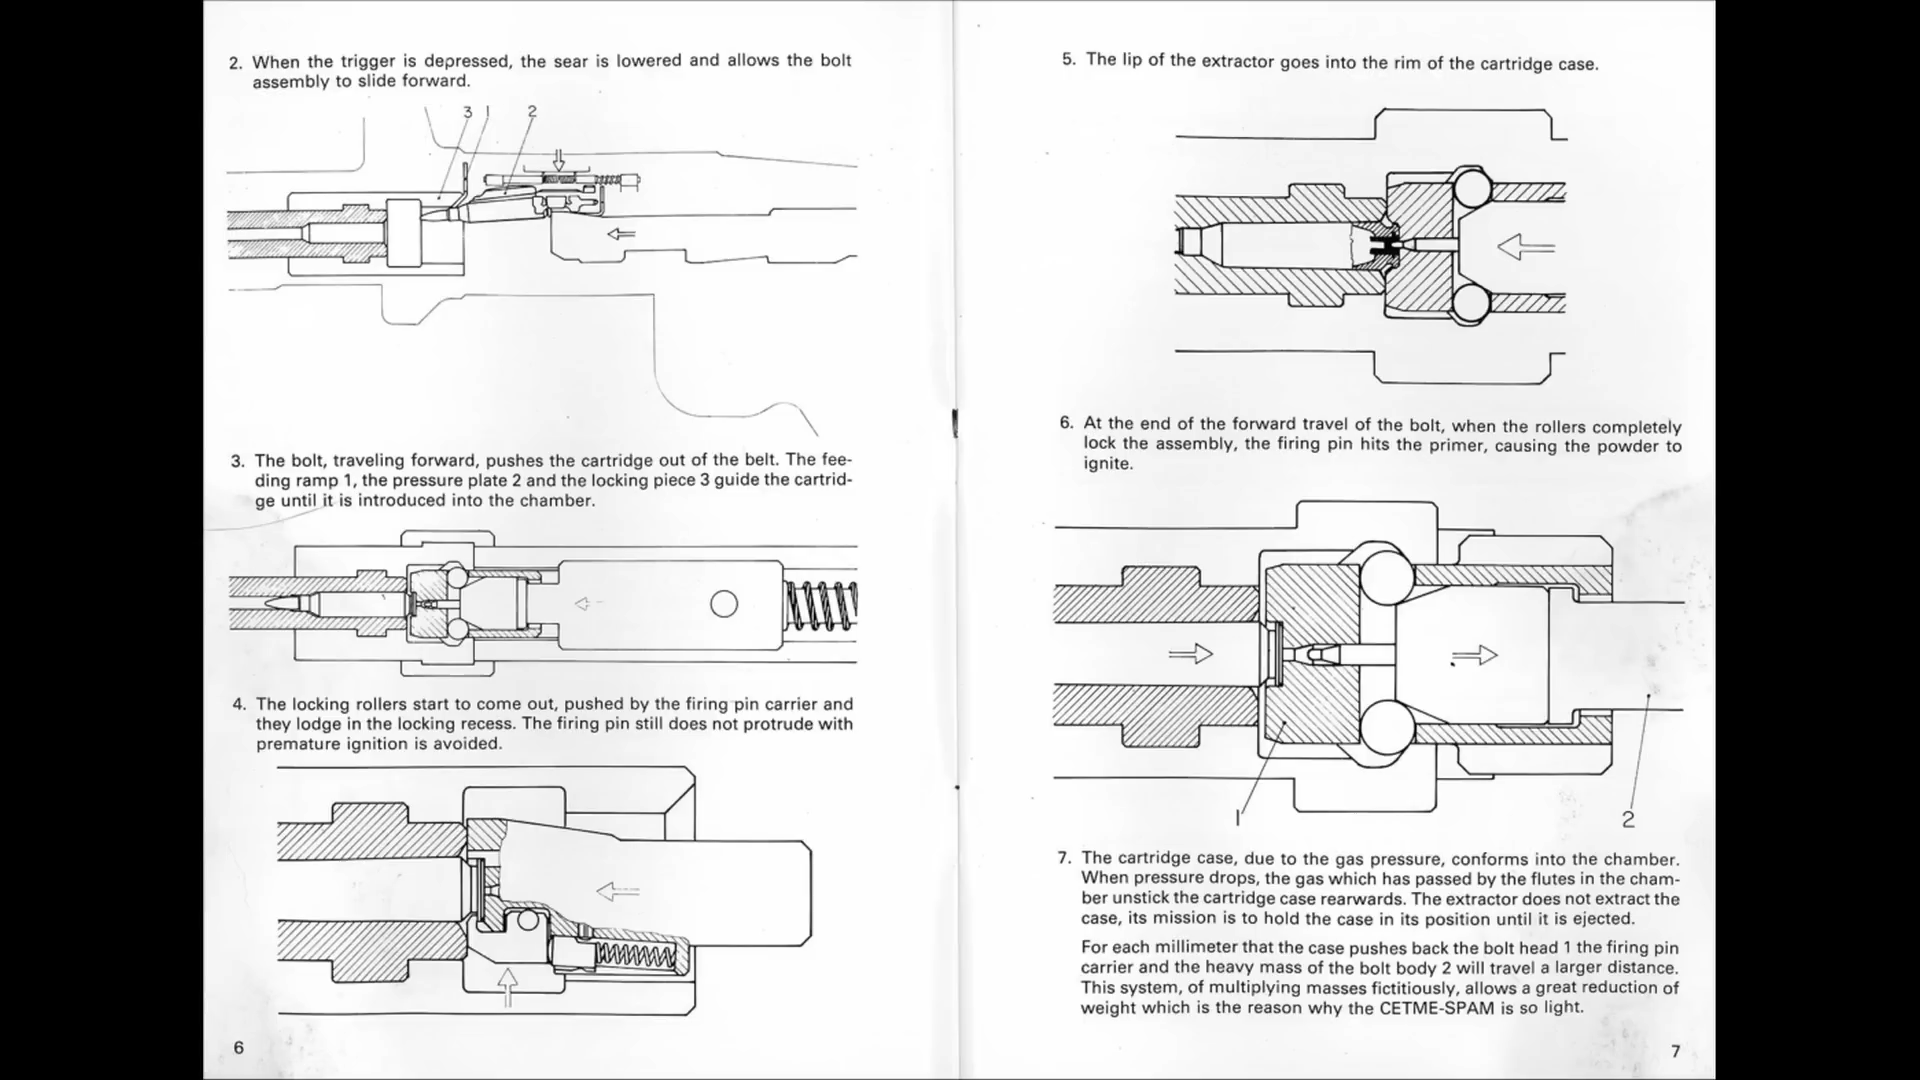 2. When the trigger is depressed, the sear is lowered and allows the bolt
assembly to slide forward.
3 1 2
3. The bolt, traveling forward, pushes the cartridge out of the belt. The fee-
ding ramp 1, the pressure plate 2 and the locking piece 3 guide the cartrid-
ge until it is introduced into the chamber.
4. The locking rollers start to come out, pushed by the firing pin carrier and
they lodge in the locking recess. The firing pin still does not protrude with
premature ignition is avoided.
6
5. The lip of the extractor goes into the rim of the cartridge case.
6. At the end of the forward travel of the bolt, when the rollers completely
lock the assembly, the firing pin hits the primer, causing the powder to
ignite.
1 2
7. The cartridge case, due to the gas pressure, conforms into the chamber.
When pressure drops, the gas which has passed by the flutes in the cham-
ber unstick the cartridge case rearwards. The extractor does not extract the
case, its mission is to hold the case in its position until it is ejected.
For each millimeter that the case pushes back the bolt head 1 the firing pin
carrier and the heavy mass of the bolt body 2 will travel a larger distance.
This system, of multiplying masses fictitiously, allows a great reduction of
weight which is the reason why the CETME-SPAM is so light.
7